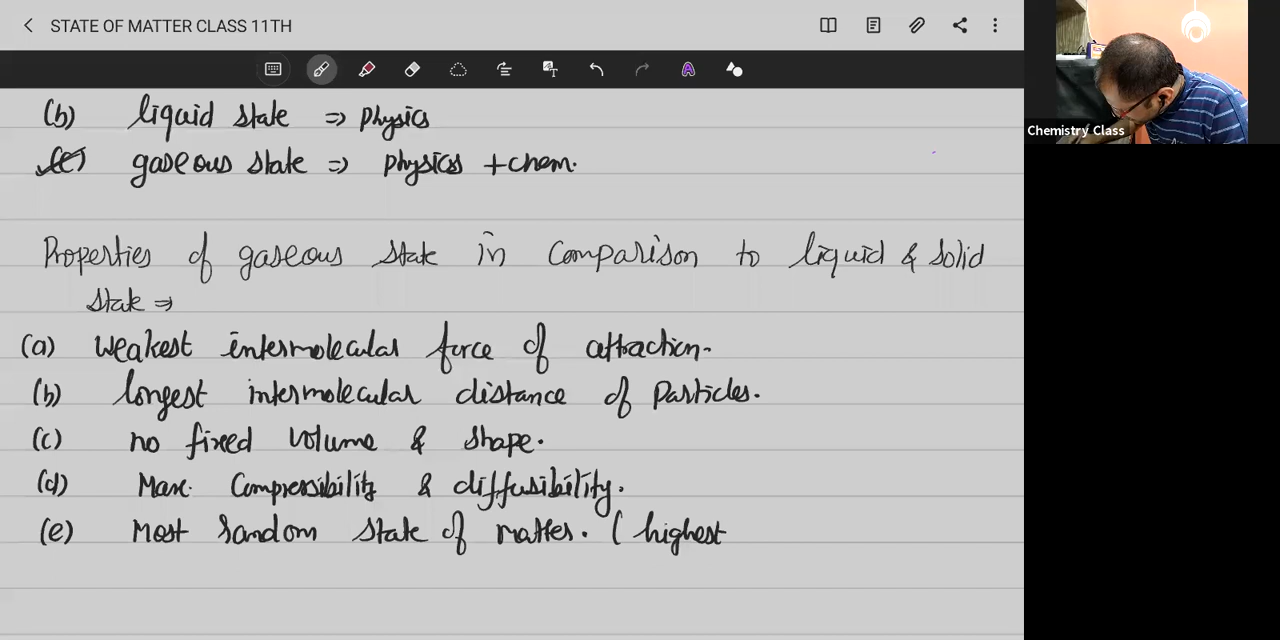 STATE OF MATTER CLASS 11TH
(b) liquid state ⇒ Physics
(c) gaseous state ⇒ Physics + chem.
Properties of gaseous state in Comparison to liquid & Solid
state ⇒
(a) weakest intermolecular force of attraction.
(b) longest intermolecular distance of Particles.
(c) no fixed volume & shape.
(d) Max. Compressibility & diffusibility.
(e) Most random state of matter. ( highest
Chemistry Class